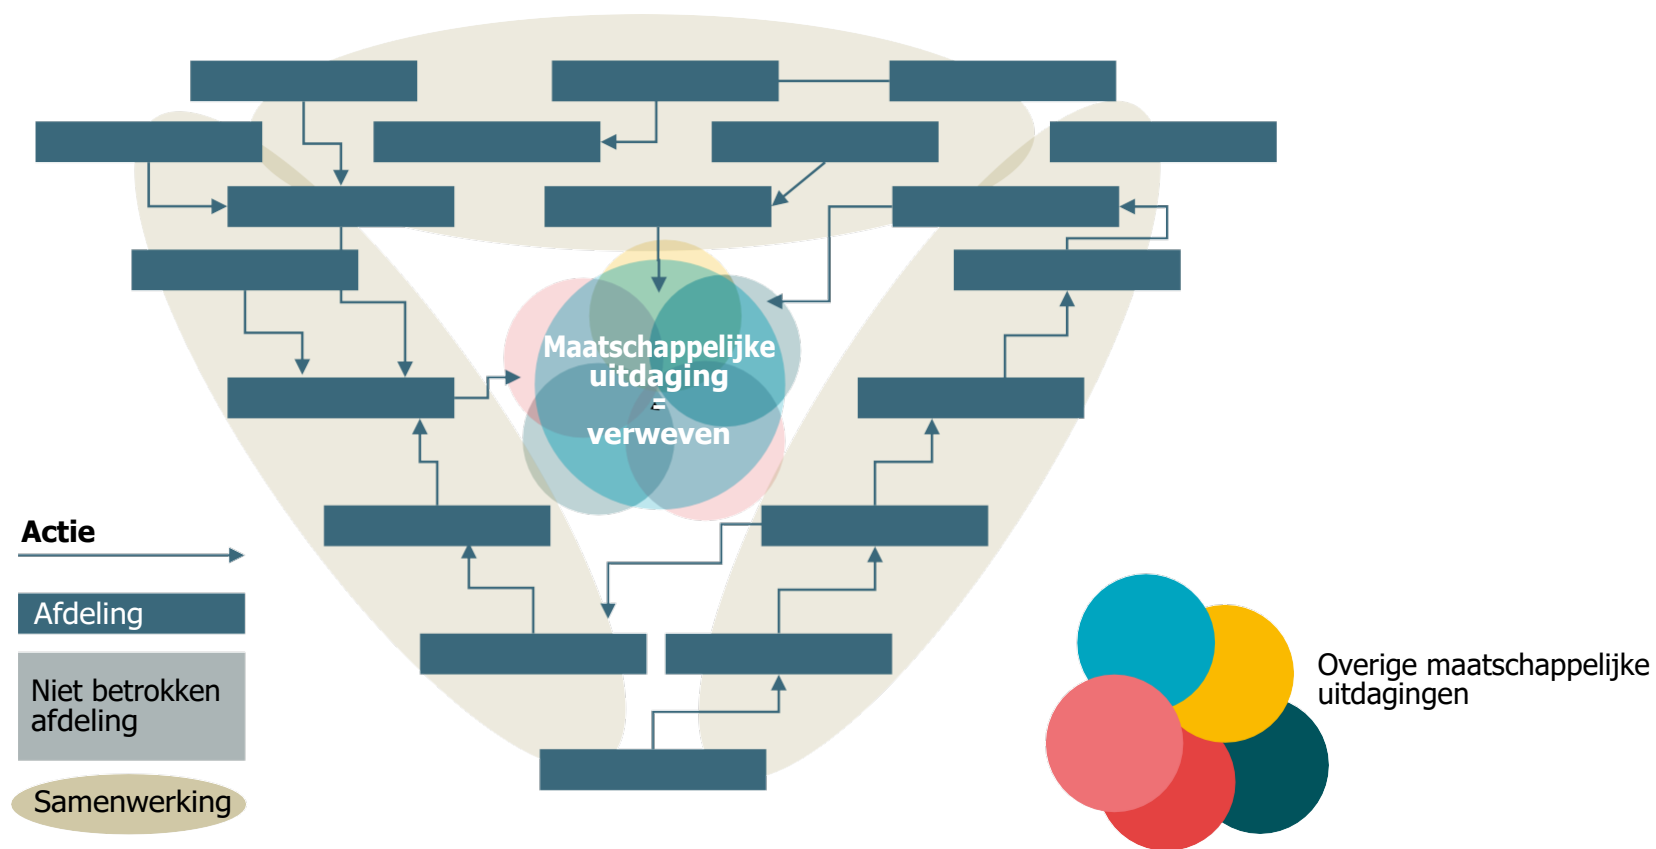 Maatschappelijke
uitdaging
=
verweven
Actie
Afdeling
Niet betrokken
afdeling
Samenwerking
Overige maatschappelijke
uitdagingen